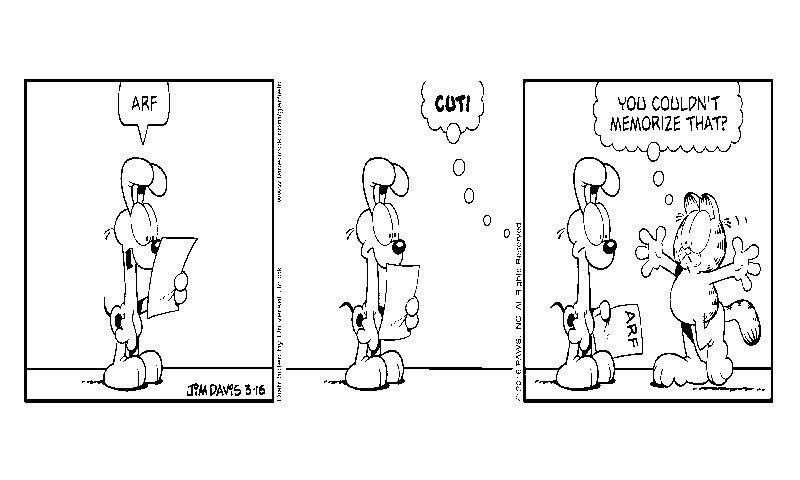 ARF
JIM DAVIS 3-16
CUT!
YOU COULDN'T
MEMORIZE THAT?
ARF